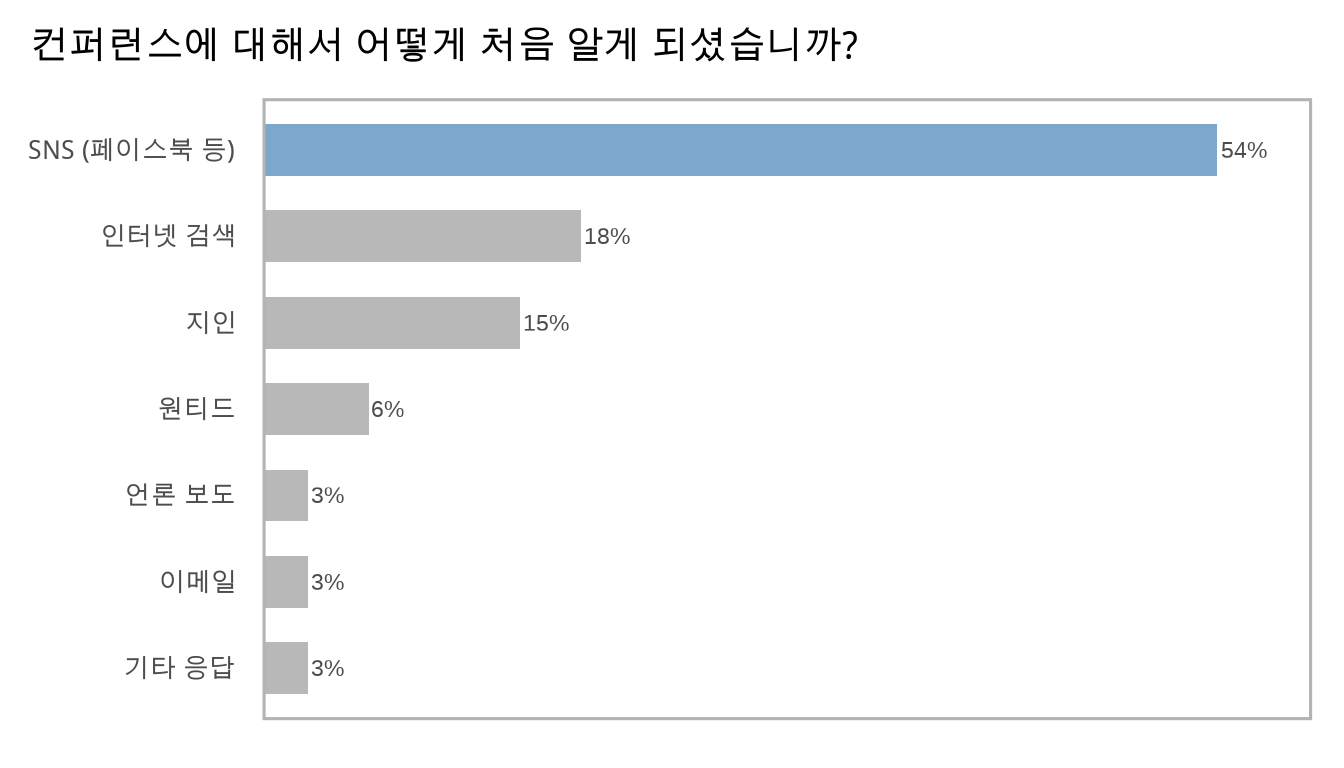 컨퍼런스에 대해서 어떻게 처음 알게 되셨습니까?
SNS (페이스북 등) 54%
인터넷 검색 18%
지인 15%
원티드 6%
언론 보도 3%
이메일 3%
기타 응답 3%